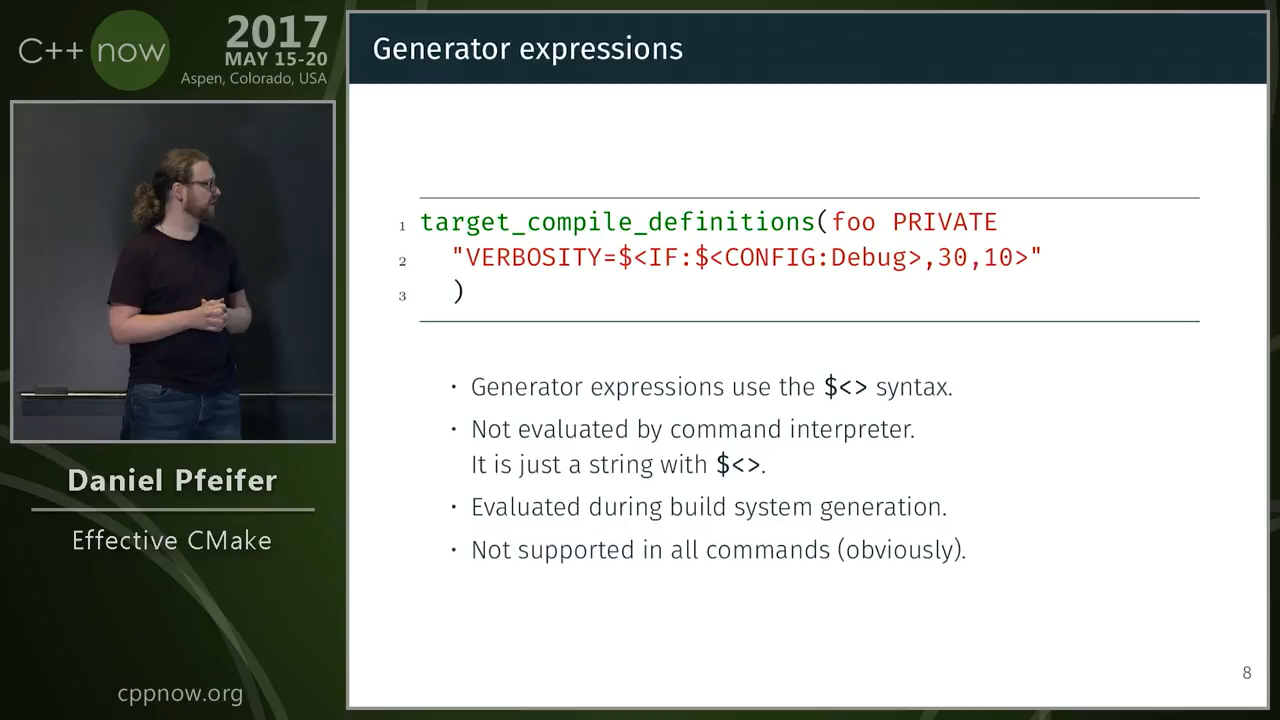 C++ now
2017
MAY 15-20
Aspen, Colorado, USA
Daniel Pfeifer
Effective CMake
cppnow.org
Generator expressions
1 target_compile_definitions(foo PRIVATE
2 "VERBOSITY=$<IF:$<CONFIG:Debug>,30,10>"
3 )
· Generator expressions use the $<> syntax.
· Not evaluated by command interpreter.
It is just a string with $<>.
· Evaluated during build system generation.
· Not supported in all commands (obviously).
8